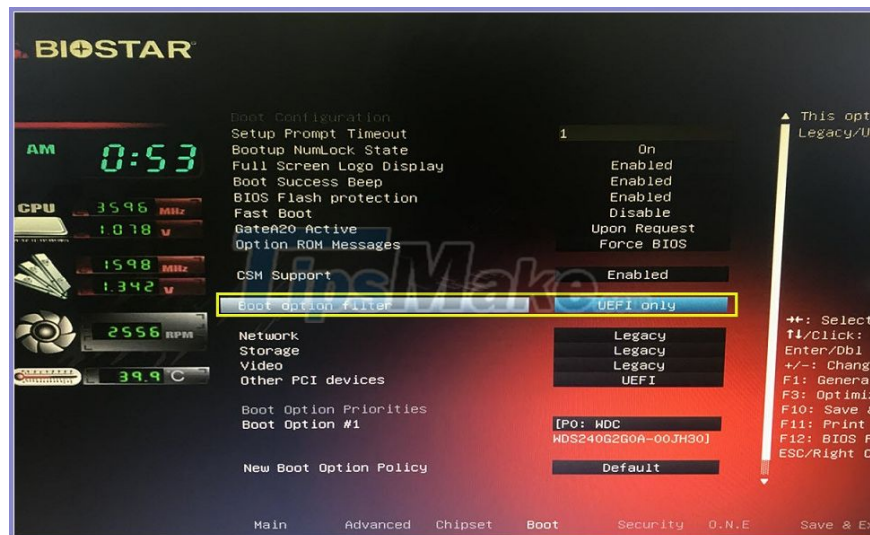 BIOSTAR
AM 0:53
CPU 3596 MHz
1.078 V
1598 MHz
1.342 V
2556 RPM
39.9 C
Boot Configuration
Setup Prompt Timeout 1
Bootup NumLock State On
Full Screen Logo Display Enabled
Boot Success Beep Enabled
BIOS Flash protection Enabled
Fast Boot Disable
GateA20 Active Upon Request
Option ROM Messages Force BIOS
CSM Support Enabled
TipsMake
Boot option filter UEFI only
Network Legacy
Storage Legacy
Video Legacy
Other PCI devices UEFI
Boot Option Priorities
Boot Option #1 [P0: WDC
WDS240G2G0A-00JH30]
New Boot Option Policy Default
This opt
Legacy/U
→←: Select
↑↓/Click:
Enter/Dbl
+/-: Chang
F1: Genera
F3: Optimi
F10: Save &
F11: Print
F12: BIOS F
ESC/Right C
Main Advanced Chipset Boot Security O.N.E Save & Ex